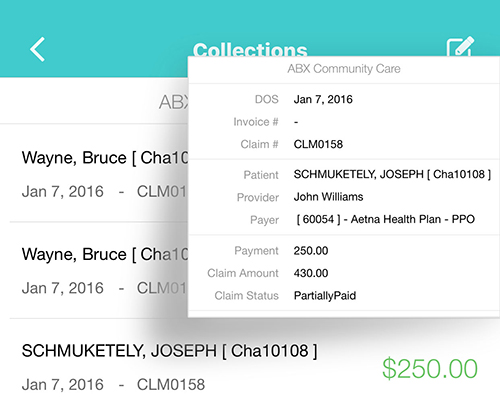 Collections
ABX Community Care
DOS Jan 7, 2016
Invoice # -
Claim # CLM0158
Patient SCHMUKETELY, JOSEPH [ Cha10108 ]
Provider John Williams
Payer [ 60054 ] - Aetna Health Plan - PPO
Payment 250.00
Claim Amount 430.00
Claim Status PartiallyPaid
ABX
Wayne, Bruce [ Cha10
Jan 7, 2016 - CLM01
Wayne, Bruce [ Cha10
Jan 7, 2016 - CLM01
SCHMUKETELY, JOSEPH [ Cha10108 ]
$250.00
Jan 7, 2016 - CLM0158